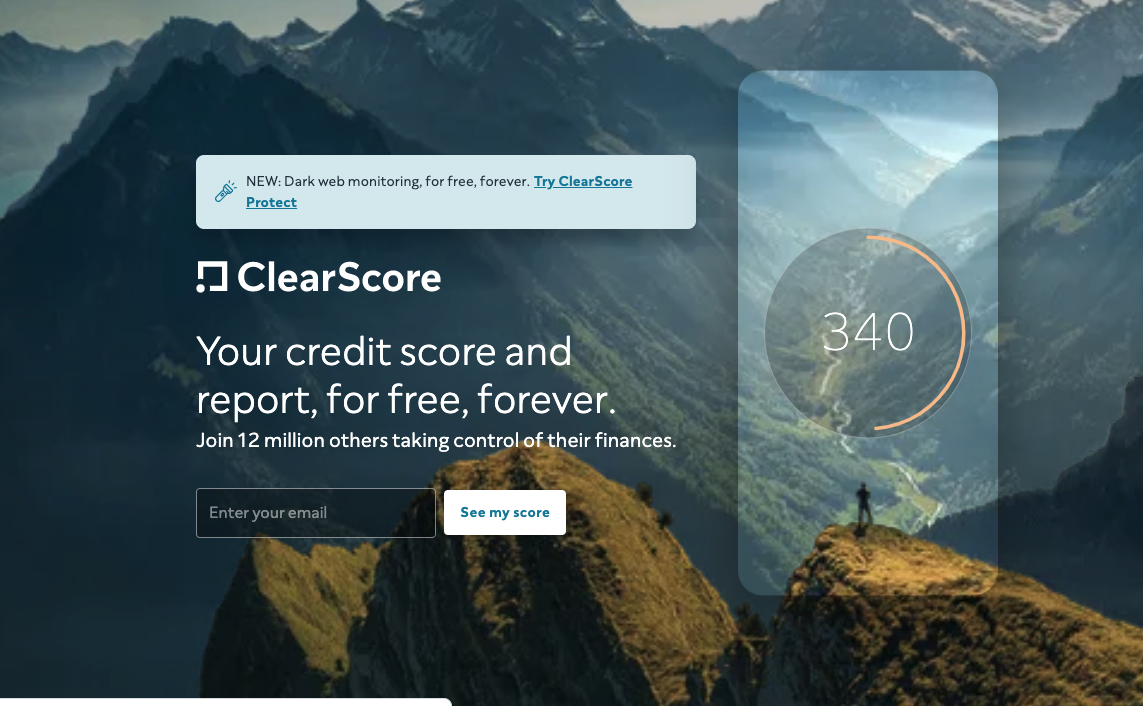 NEW: Dark web monitoring, for free, forever. Try ClearScore
Protect
ClearScore
Your credit score and
report, for free, forever.
Join 12 million others taking control of their finances.
Enter your email
See my score
340